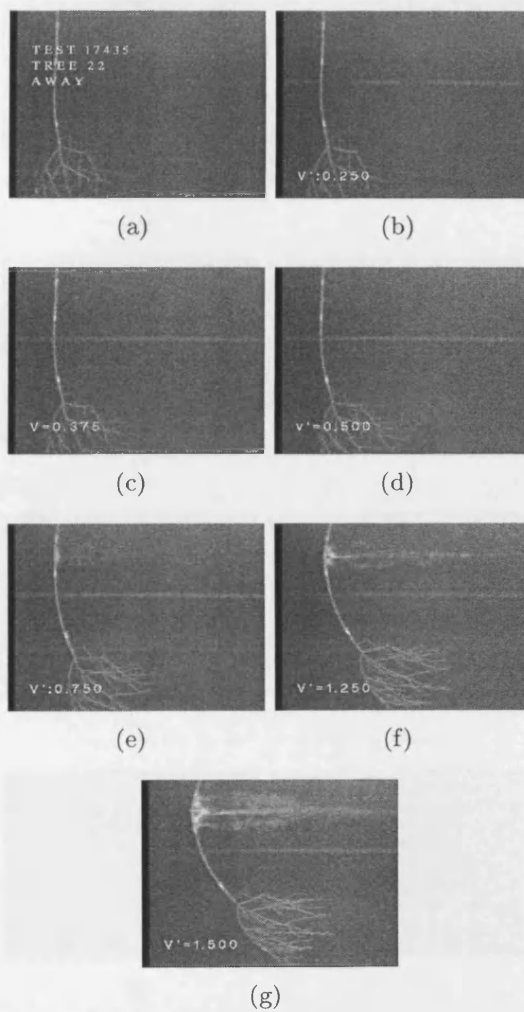 TEST 17435
TREE 22
AWAY
V':0.250
(a)
(b)
V=0.375
V'=0.500
(c)
(d)
V':0.750
V'=1.250
(e)
(f)
V'=1.500
(g)